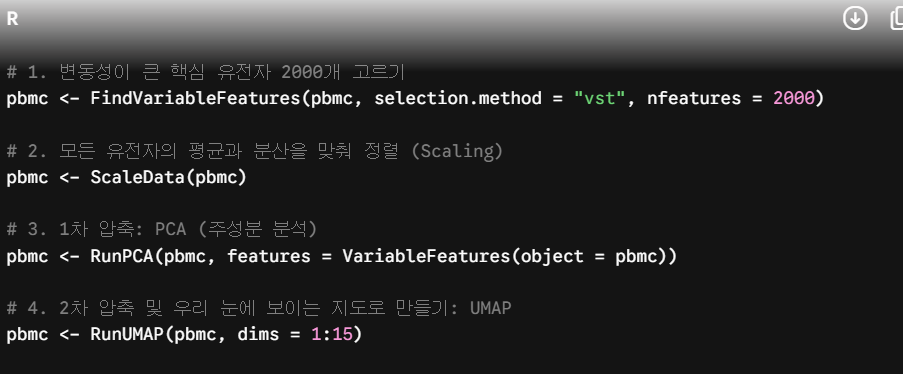 R
# 1. 변동성이 큰 핵심 유전자 2000개 고르기
pbmc <- FindVariableFeatures(pbmc, selection.method = "vst", nfeatures = 2000)
# 2. 모든 유전자의 평균과 분산을 맞춰 정렬 (Scaling)
pbmc <- ScaleData(pbmc)
# 3. 1차 압축: PCA (주성분 분석)
pbmc <- RunPCA(pbmc, features = VariableFeatures(object = pbmc))
# 4. 2차 압축 및 우리 눈에 보이는 지도로 만들기: UMAP
pbmc <- RunUMAP(pbmc, dims = 1:15)